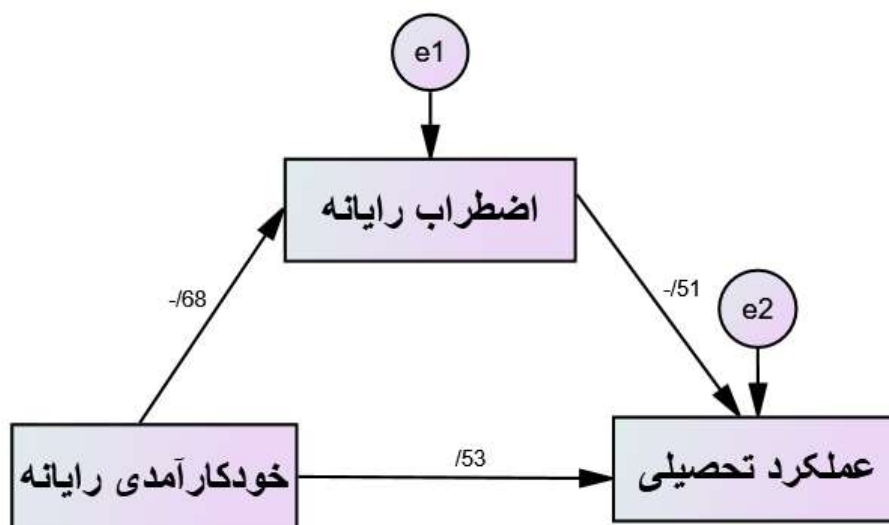 e1
اضطراب رایانه
-/68
-/51
e2
خودکارآمدی رایانه
/53
عملکرد تحصیلی